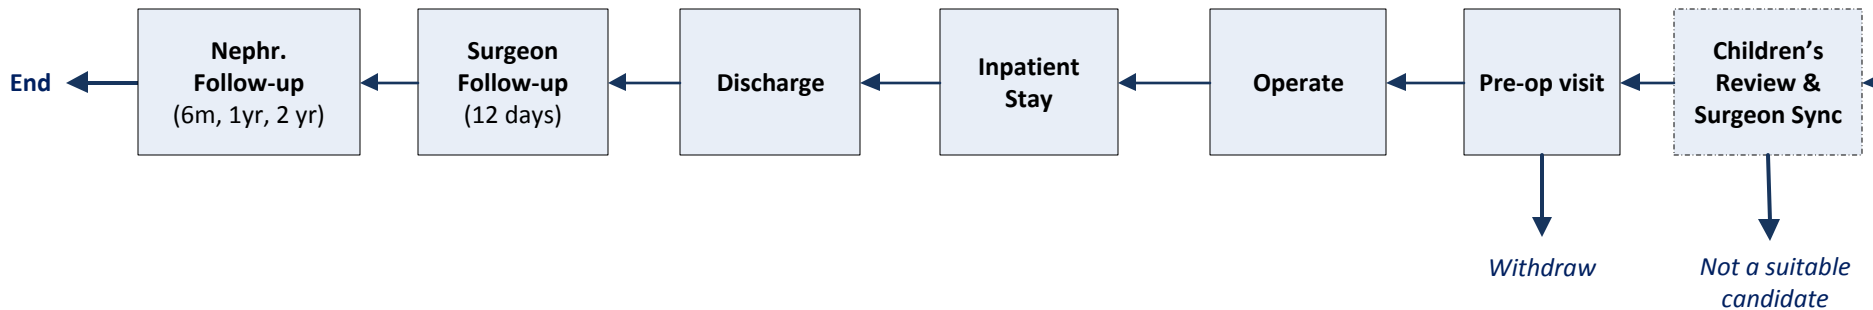 End
Nephr.
Follow-up
(6m, 1yr, 2 yr)
Surgeon
Follow-up
(12 days)
Discharge
Inpatient
Stay
Operate
Pre-op visit
Children’s
Review &
Surgeon Sync
Withdraw
Not a suitable
candidate